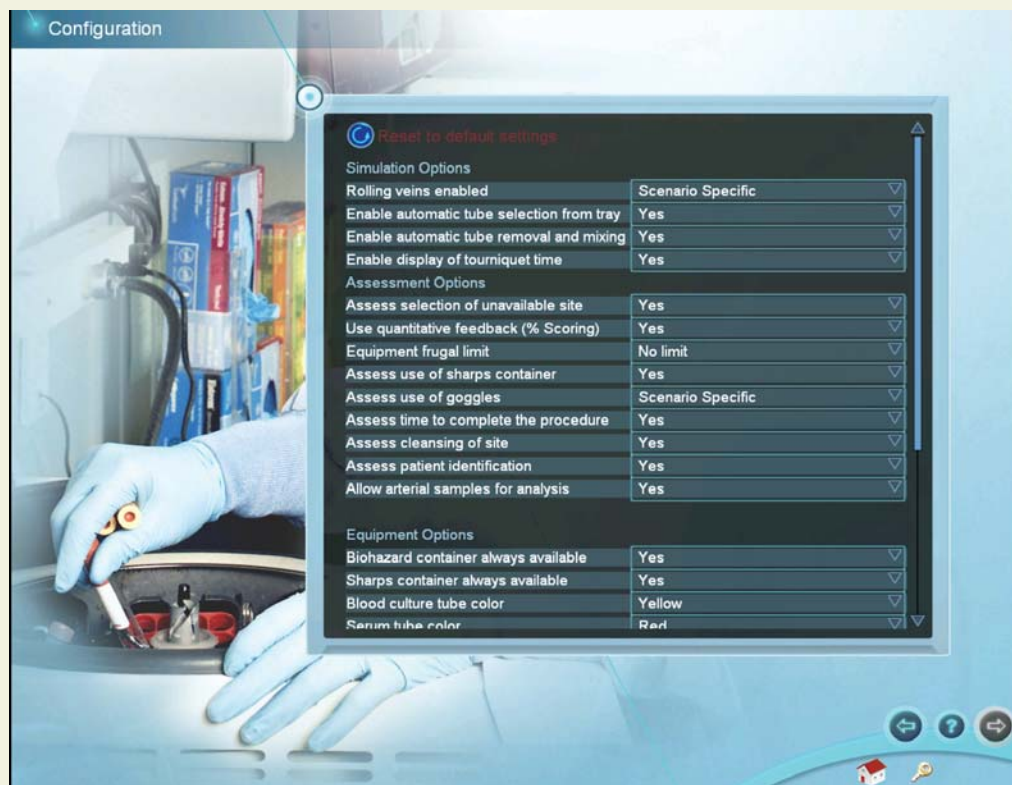 Configuration
Reset to default settings
Simulation Options
Rolling veins enabled Scenario Specific
Enable automatic tube selection from tray Yes
Enable automatic tube removal and mixing Yes
Enable display of tourniquet time Yes
Assessment Options
Assess selection of unavailable site Yes
Use quantitative feedback (% Scoring) Yes
Equipment frugal limit No limit
Assess use of sharps container Yes
Assess use of goggles Scenario Specific
Assess time to complete the procedure Yes
Assess cleansing of site Yes
Assess patient identification Yes
Allow arterial samples for analysis Yes
Equipment Options
Biohazard container always available Yes
Sharps container always available Yes
Blood culture tube color Yellow
Serum tube color Red
?